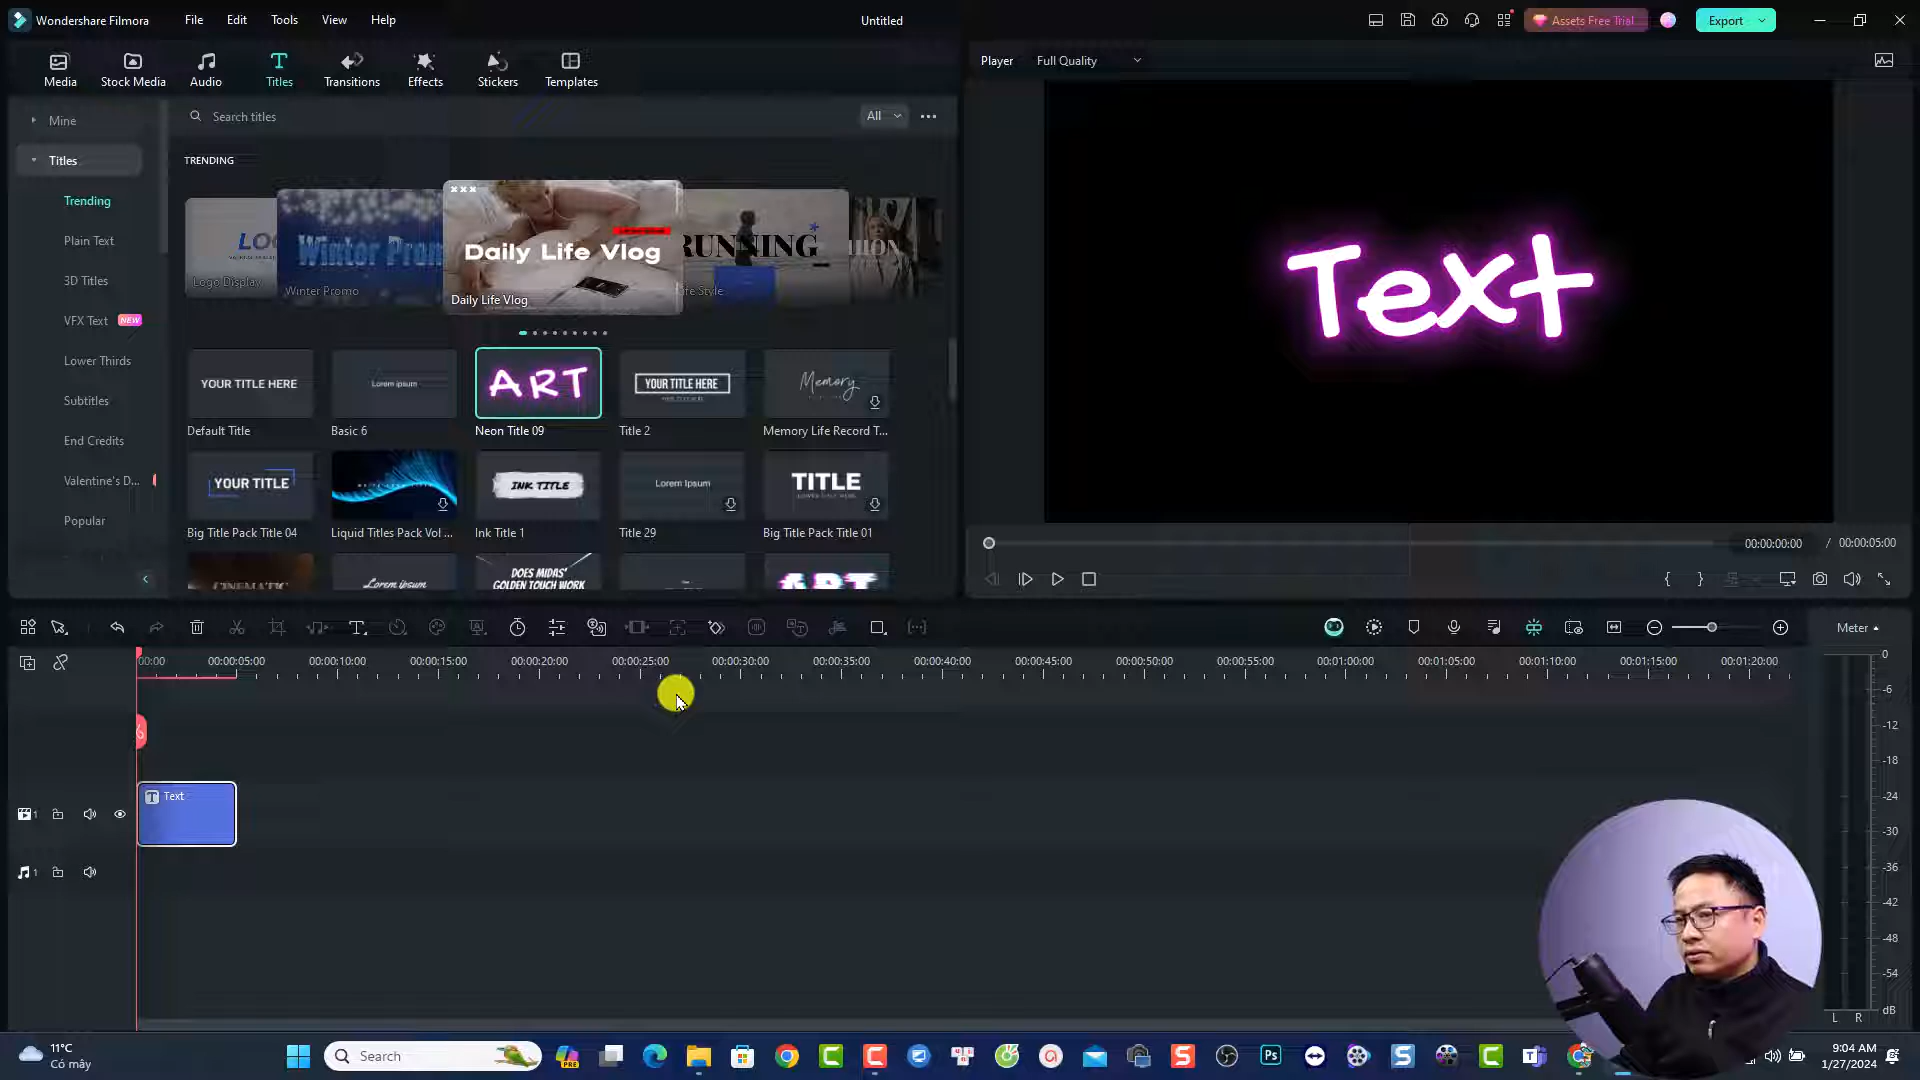 Wondershare Filmora
File
Edit
Tools
View
Help
Untitled
Assets Free Trial
Export
Media
Stock Media
Audio
Titles
Transitions
Effects
Stickers
Templates
Player
Full Quality
Mine
Search titles
All
Titles
TRENDING
Trending
Plain Text
3D Titles
VFX Text
NEW
Lower Thirds
Subtitles
End Credits
Valentine's D...
Popular
Logo Display
Winter Promo
Daily Life Vlog
Daily Life Vlog
RUNNING
Text
YOUR TITLE HERE
Lorem ipsum
ART
YOUR TITLE HERE
Memory
Default Title
Basic 6
Neon Title 09
Title 2
Memory Life Record T...
YOUR TITLE
INK TITLE
Lorem Ipsum
TITLE
Big Title Pack Title 04
Liquid Titles Pack Vol ...
Ink Title 1
Title 29
Big Title Pack Title 01
CINEMATIC
Lorem ipsum
DOES MIDAS'
GOLDEN TOUCH WORK
ART
00:00:00:00
/
00:00:05:00
Meter
00:00
00:00:05:00
00:00:10:00
00:00:15:00
00:00:20:00
00:00:25:00
00:00:30:00
00:00:35:00
00:00:40:00
00:00:45:00
00:00:50:00
00:00:55:00
00:01:00:00
00:01:05:00
00:01:10:00
00:01:15:00
00:01:20:00
0
-6
-12
-18
-24
-30
-36
-42
-48
-54
dB
L R
Text
1
1
11°C
Có mây
Search
PRE
Ps
9:04 AM
1/27/2024